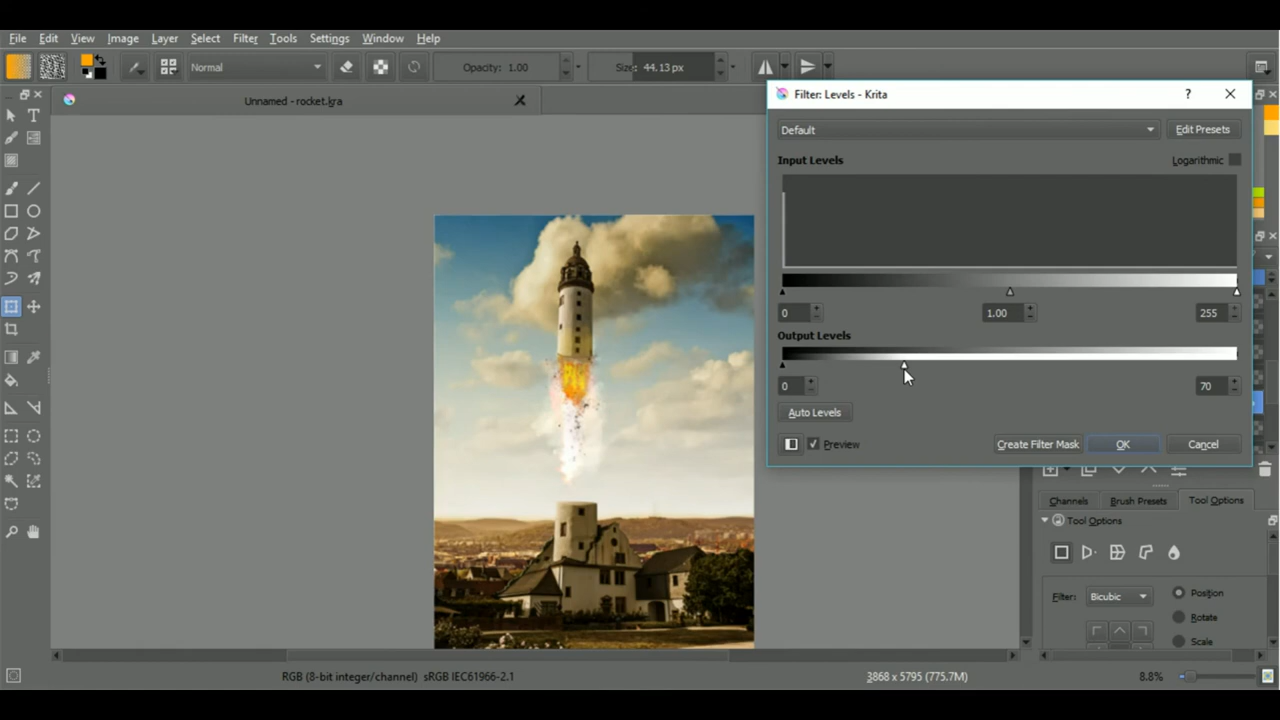 File Edit View Image Layer Select Filter Tools Settings Window Help
Normal Opacity: 1.00 Size: 44.13 px
Unnamed - rocket.kra
Filter: Levels - Krita
Default Edit Presets
Input Levels Logarithmic
0 1.00 255
Output Levels
0 70
Auto Levels
Preview Create Filter Mask OK Cancel
Channels Brush Presets Tool Options
Tool Options
Filter: Bicubic Position
Rotate
Scale
RGB (8-bit integer/channel) sRGB IEC61966-2.1 3868 x 5795 (775.7M) 8.8%